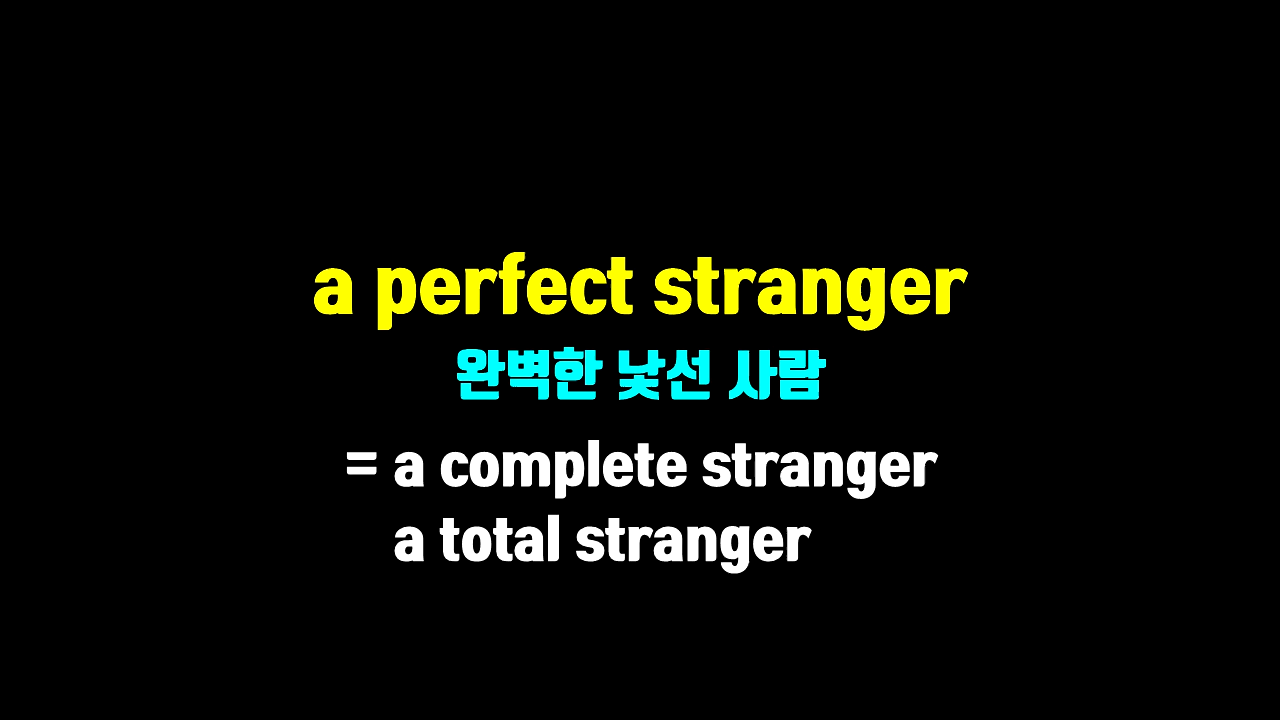 a perfect stranger
완벽한 낯선 사람
= a complete stranger
a total stranger